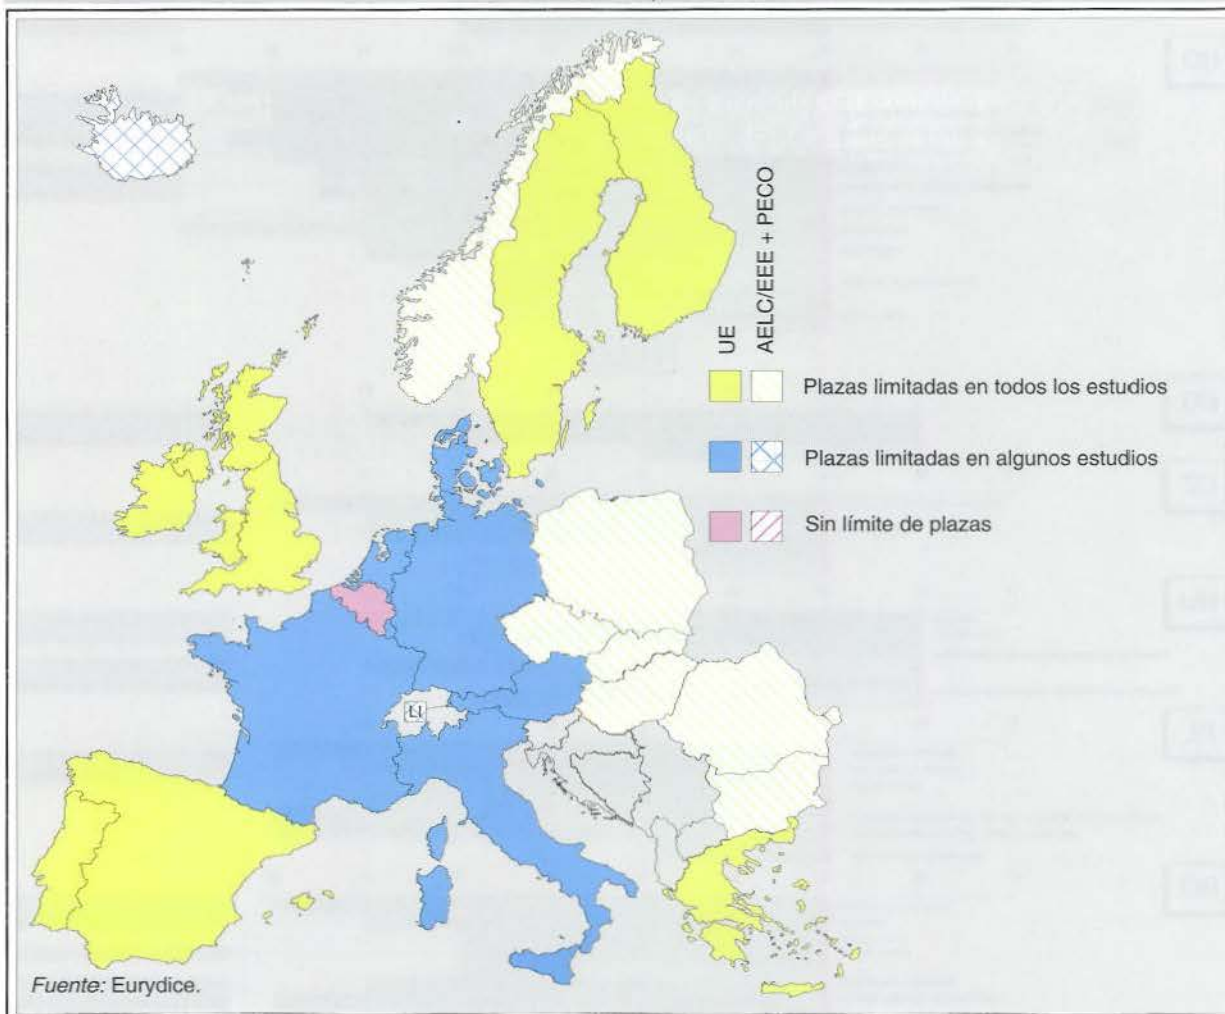 UE
AELC/EEE + PECO
Plazas limitadas en todos los estudios
Plazas limitadas en algunos estudios
Sin límite de plazas
LI
Fuente: Eurydice.